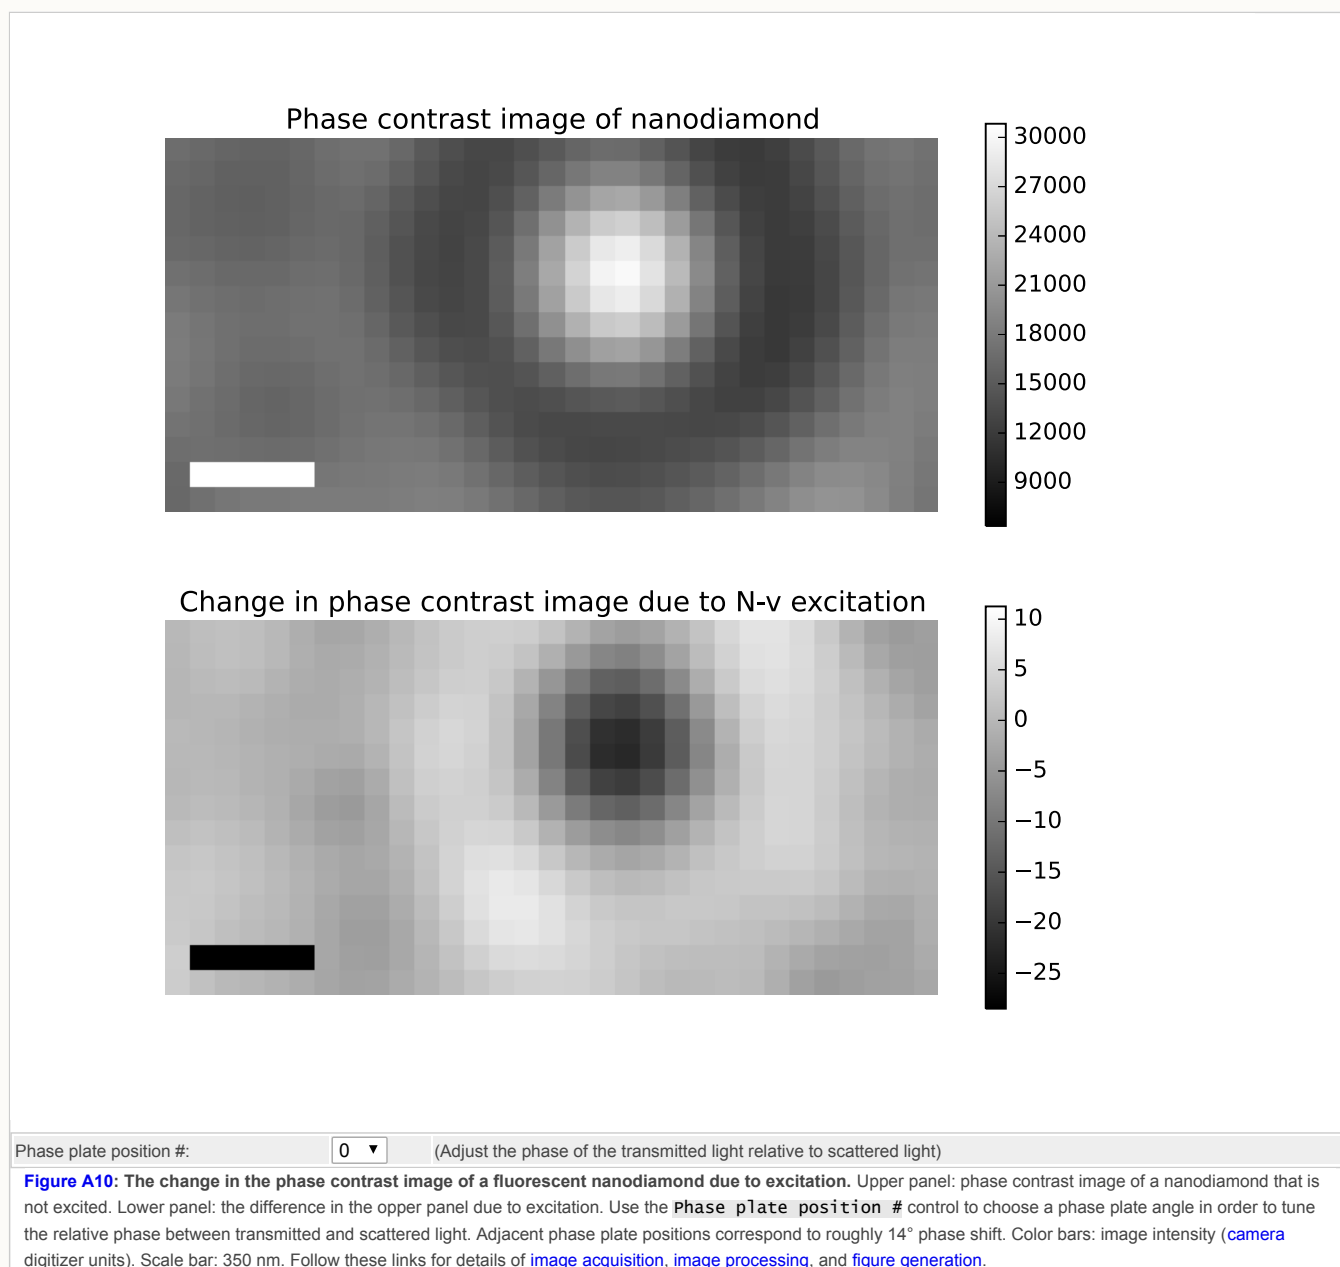 Phase contrast image of nanodiamond
30000
27000
24000
21000
18000
15000
12000
9000
Change in phase contrast image due to N-v excitation
10
5
0
−5
−10
−15
−20
−25
Phase plate position #: 0 (Adjust the phase of the transmitted light relative to scattered light)
Figure A10: The change in the phase contrast image of a fluorescent nanodiamond due to excitation. Upper panel: phase contrast image of a nanodiamond that is
not excited. Lower panel: the difference in the opper panel due to excitation. Use the Phase plate position # control to choose a phase plate angle in order to tune
the relative phase between transmitted and scattered light. Adjacent phase plate positions correspond to roughly 14° phase shift. Color bars: image intensity (camera
digitizer units). Scale bar: 350 nm. Follow these links for details of image acquisition, image processing, and figure generation.